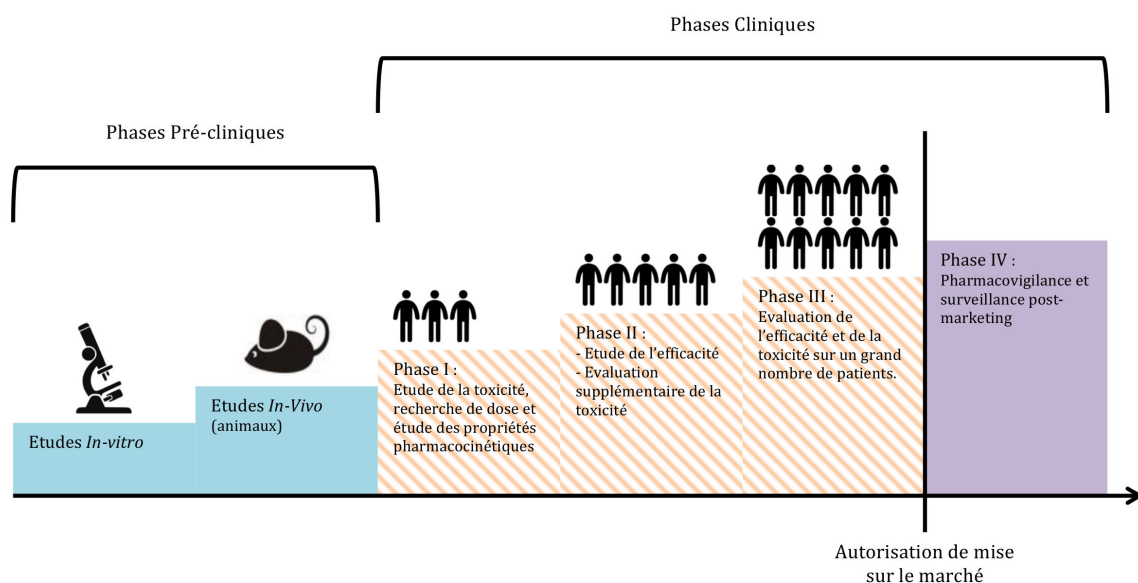 Phases Cliniques
Phases Pré-cliniques
Etudes In-vitro
Etudes In-Vivo
(animaux)
Phase I :
Etude de la toxicité,
recherche de dose et
étude des propriétés
pharmacocinétiques
Phase II :
- Etude de l’efficacité
- Evaluation
supplémentaire de la
toxicité
Phase III :
Evaluation de
l’efficacité et de la
toxicité sur un grand
nombre de patients.
Phase IV :
Pharmacovigilance et
surveillance post-
marketing
Autorisation de mise
sur le marché